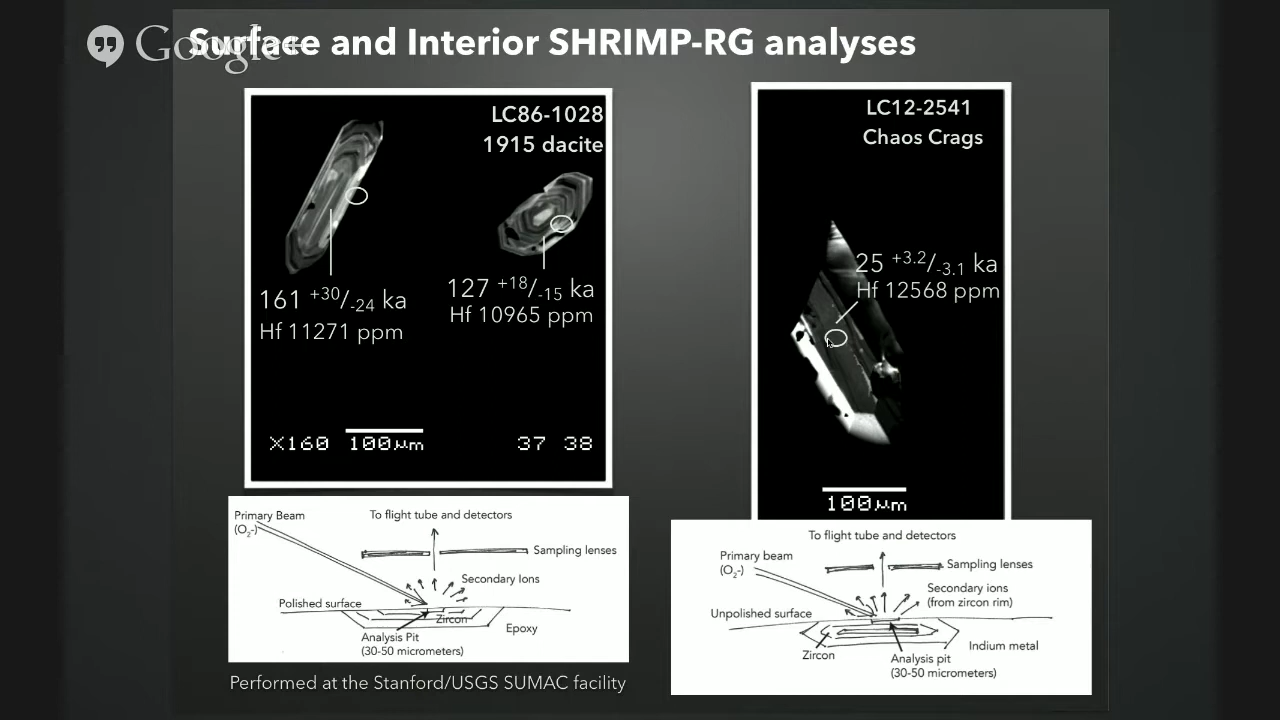 Google+
Surface and Interior SHRIMP-RG analyses
LC86-1028
1915 dacite
161 +30/-24 ka
Hf 11271 ppm
127 +18/-15 ka
Hf 10965 ppm
X160 100µm 37 38
LC12-2541
Chaos Crags
25 +3.2/-3.1 ka
Hf 12568 ppm
100µm
Primary Beam
(O2-)
To flight tube and detectors
Sampling lenses
Secondary Ions
Polished surface
Zircon
Epoxy
Analysis Pit
(30-50 micrometers)
To flight tube and detectors
Primary beam
(O2-)
Sampling lenses
Secondary ions
(from zircon rim)
Unpolished surface
Indium metal
Zircon
Analysis pit
(30-50 micrometers)
Performed at the Stanford/USGS SUMAC facility